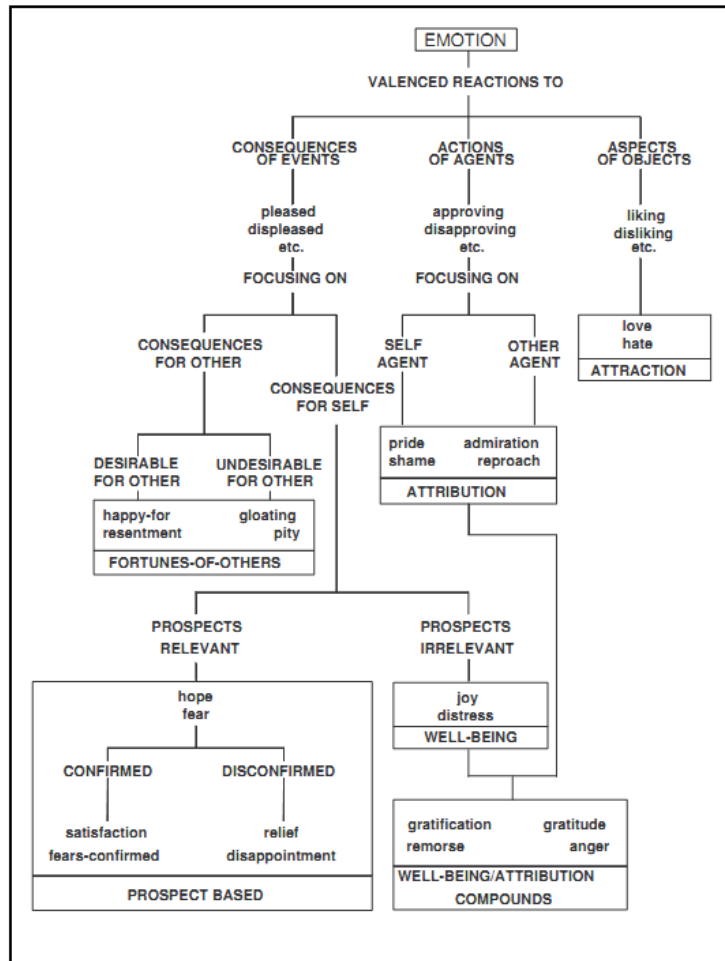 EMOTION
VALENCED REACTIONS TO
CONSEQUENCES
OF EVENTS
ACTIONS
OF AGENTS
ASPECTS
OF OBJECTS
pleased
displeased
etc.
approving
disapproving
etc.
liking
disliking
etc.
FOCUSING ON
FOCUSING ON
love
hate
ATTRACTION
CONSEQUENCES
FOR OTHER
CONSEQUENCES
FOR SELF
SELF
AGENT
OTHER
AGENT
pride admiration
shame reproach
ATTRIBUTION
DESIRABLE
FOR OTHER
UNDESIRABLE
FOR OTHER
happy-for gloating
resentment pity
FORTUNES-OF-OTHERS
PROSPECTS
RELEVANT
PROSPECTS
IRRELEVANT
hope
fear
joy
distress
WELL-BEING
CONFIRMED DISCONFIRMED
satisfaction relief
fears-confirmed disappointment
PROSPECT BASED
gratification gratitude
remorse anger
WELL-BEING/ATTRIBUTION
COMPOUNDS